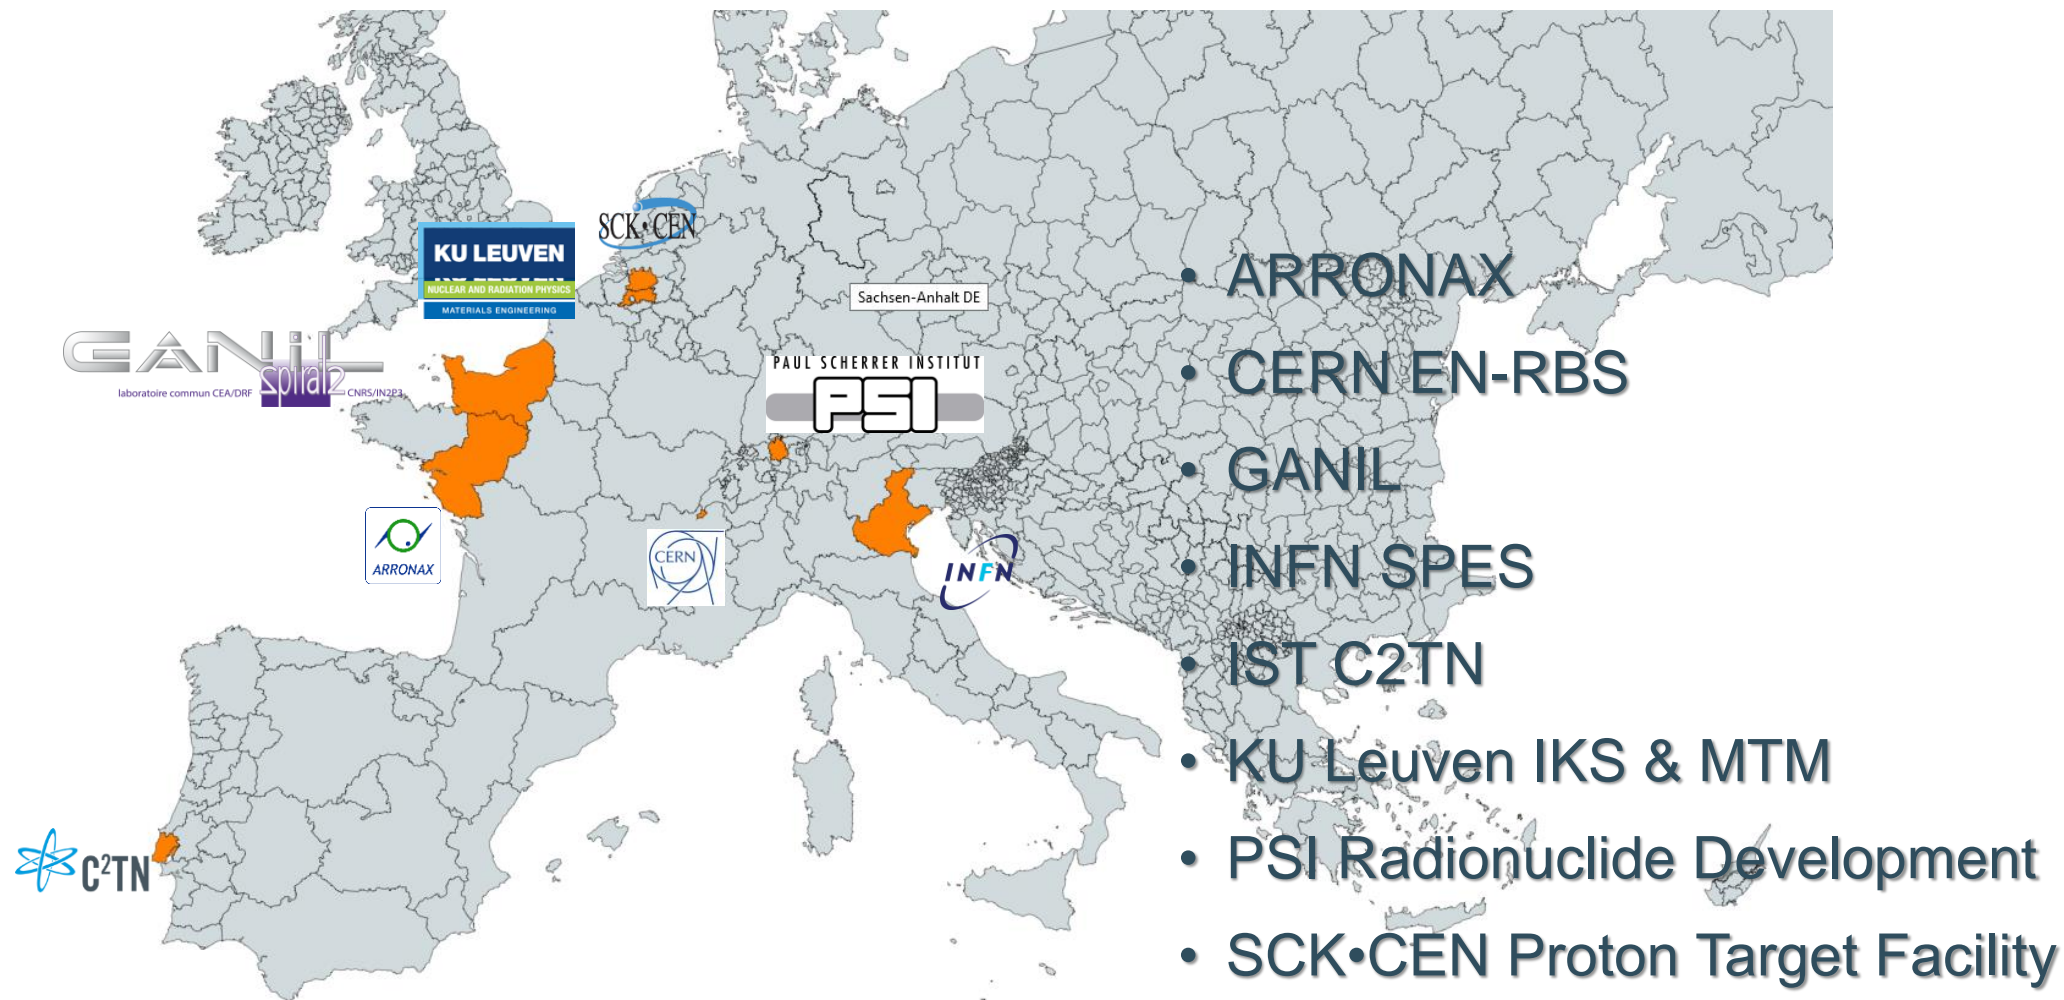 SCK•CEN
KU LEUVEN
NUCLEAR AND RADIATION PHYSICS
MATERIALS ENGINEERING
Sachsen-Anhalt DE
GANIL
spiral2
laboratoire commun CEA/DRF
CNRS/IN2P3
PAUL SCHERRER INSTITUT
PSI
ARRONAX
CERN
INFN
C²TN
• ARRONAX
• CERN EN-RBS
• GANIL
• INFN SPES
• IST C2TN
• KU Leuven IKS & MTM
• PSI Radionuclide Development
• SCK•CEN Proton Target Facility